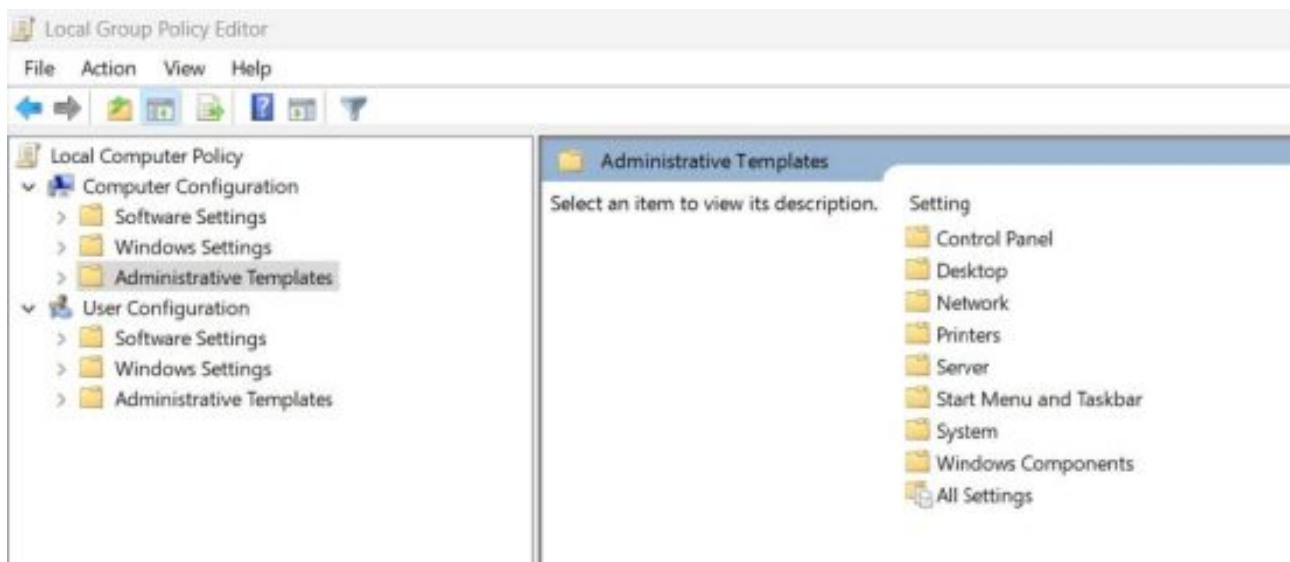 Local Group Policy Editor
File Action View Help
Local Computer Policy
Computer Configuration
Software Settings
Windows Settings
Administrative Templates
User Configuration
Software Settings
Windows Settings
Administrative Templates
Administrative Templates
Select an item to view its description.
Setting
Control Panel
Desktop
Network
Printers
Server
Start Menu and Taskbar
System
Windows Components
All Settings